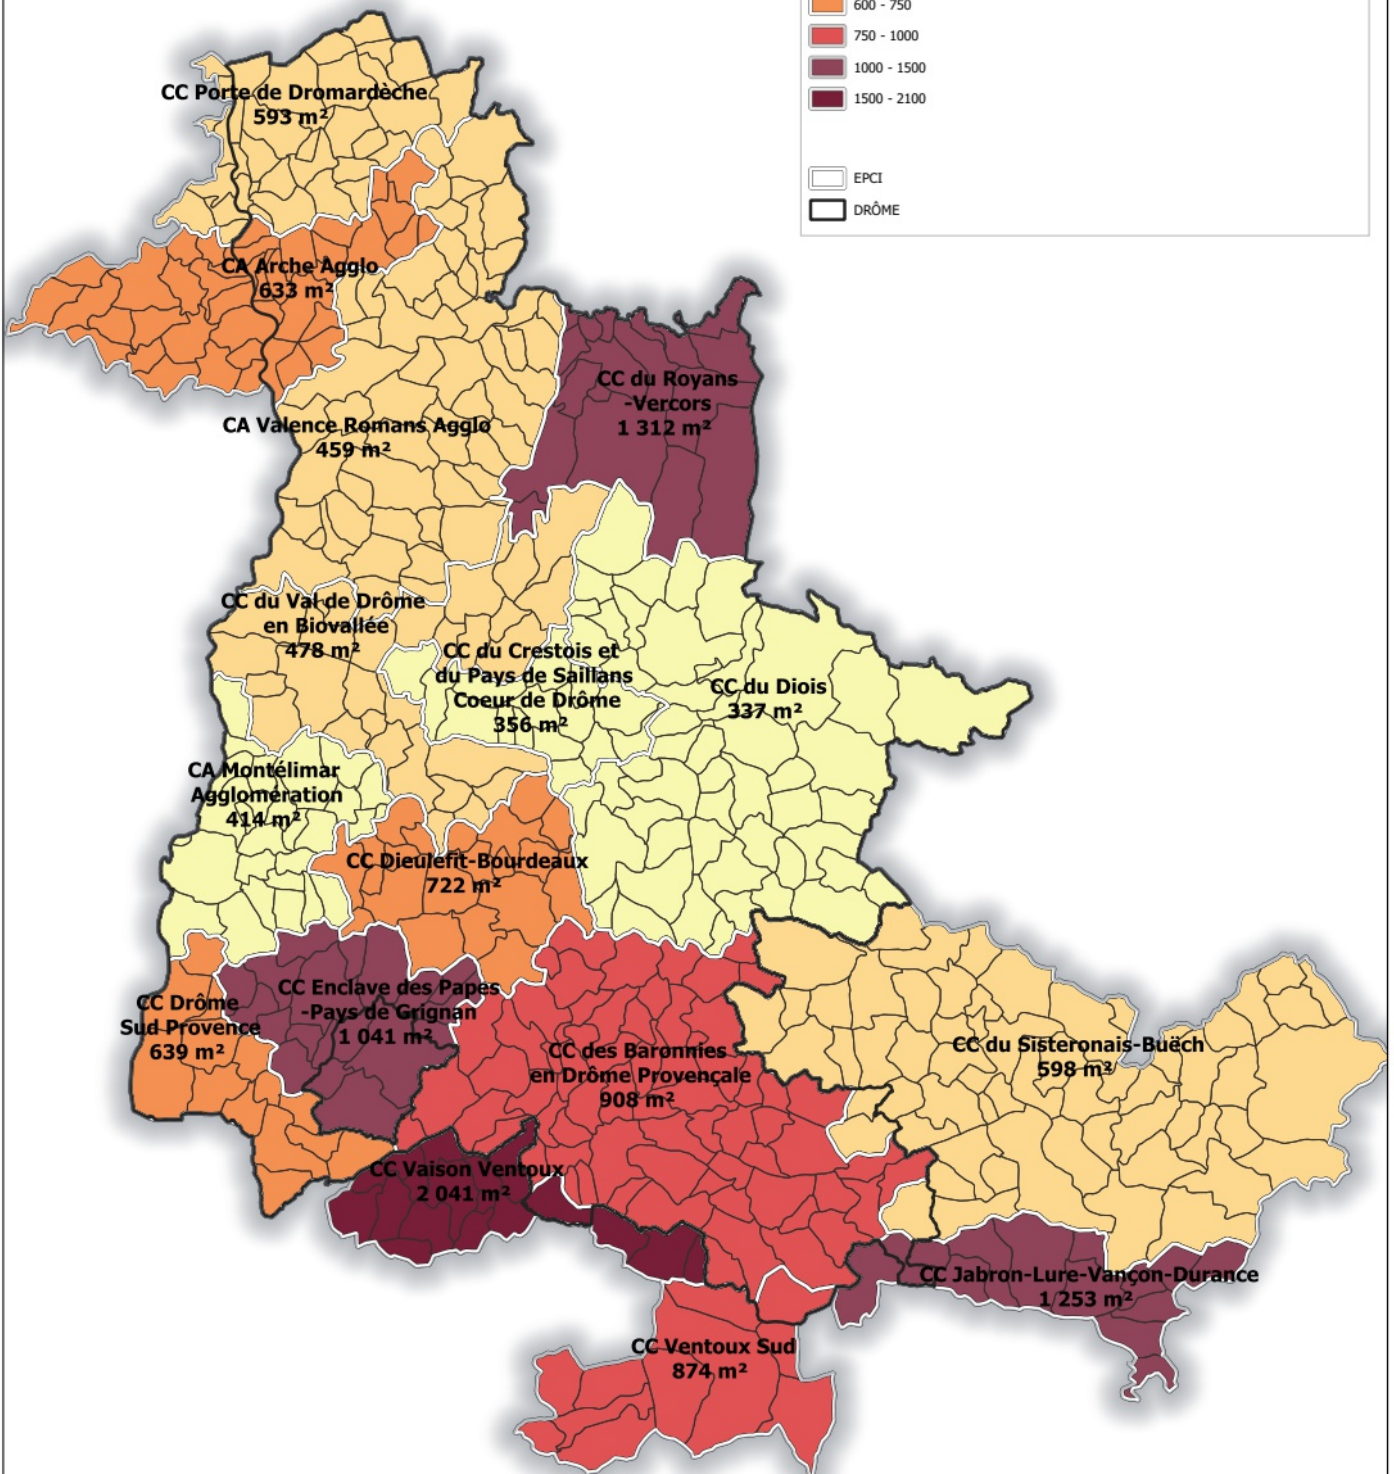 600 - 750
750 - 1000
1000 - 1500
1500 - 2100
EPCI
DRÔME
CC Porte de Dromardèche
593 m²
CA Arche Agglo
633 m²
CC du Royans
-Vercors
1 312 m²
CA Valence Romans Agglo
459 m²
CC du Val de Drôme
en Biovallée
478 m²
CC du Crestois et
du Pays de Saillans
Coeur de Drôme
356 m²
CC du Diois
337 m²
CA Montélimar
Agglomération
414 m²
CC Dieulefit-Bourdeaux
722 m²
CC Enclave des Papes
-Pays de Grignan
1 041 m²
CC Drôme
Sud Provence
639 m²
CC des Baronnies
en Drôme Provençale
908 m²
CC du Sisteronais-Buëch
598 m²
CC Vaison Ventoux
2 041 m²
CC Jabron-Lure-Vançon-Durance
1 253 m²
CC Ventoux Sud
874 m²